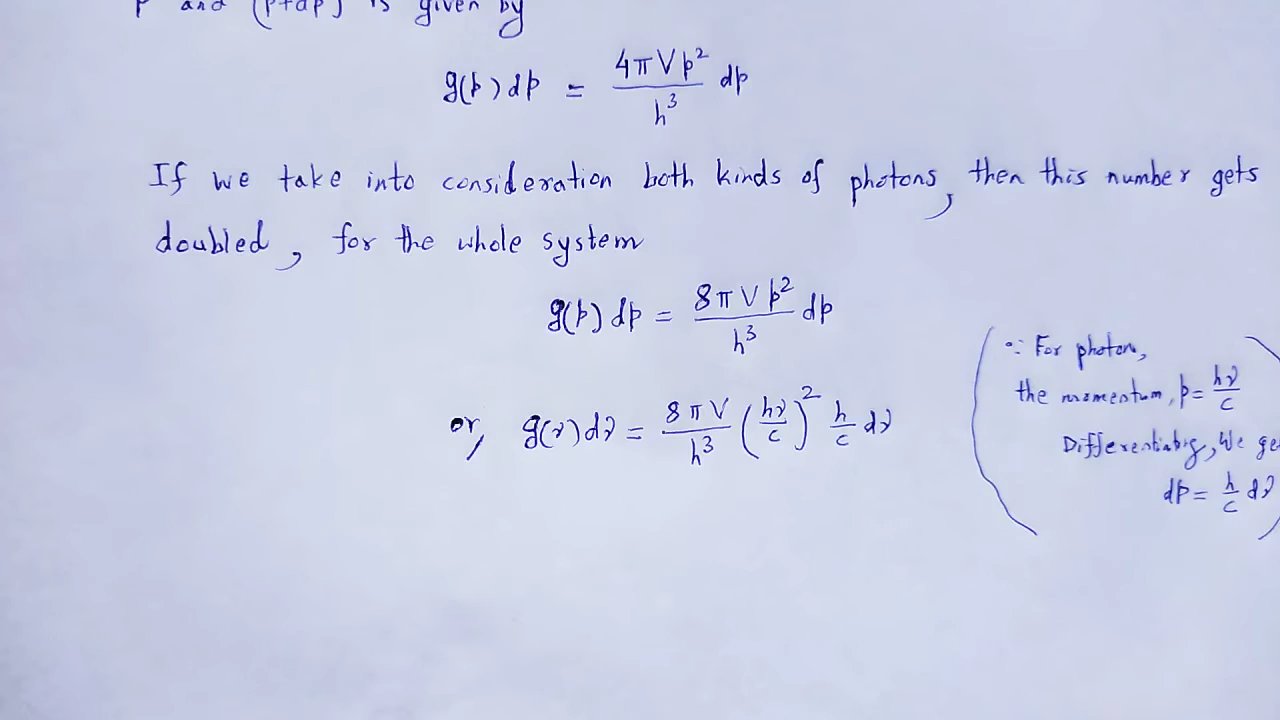 p and (p+dp) is given by
g(p)dp = 4πVp²/h³ dp
If we take into consideration both kinds of photons, then this number gets
doubled, for the whole system
g(p)dp = 8πVp²/h³ dp
∵ For photon,
the momentum, p = hν/c
Differentiating, We ge
dp = h/c dν
or, g(ν)dν = 8πV/h³ (hν/c)² h/c dν